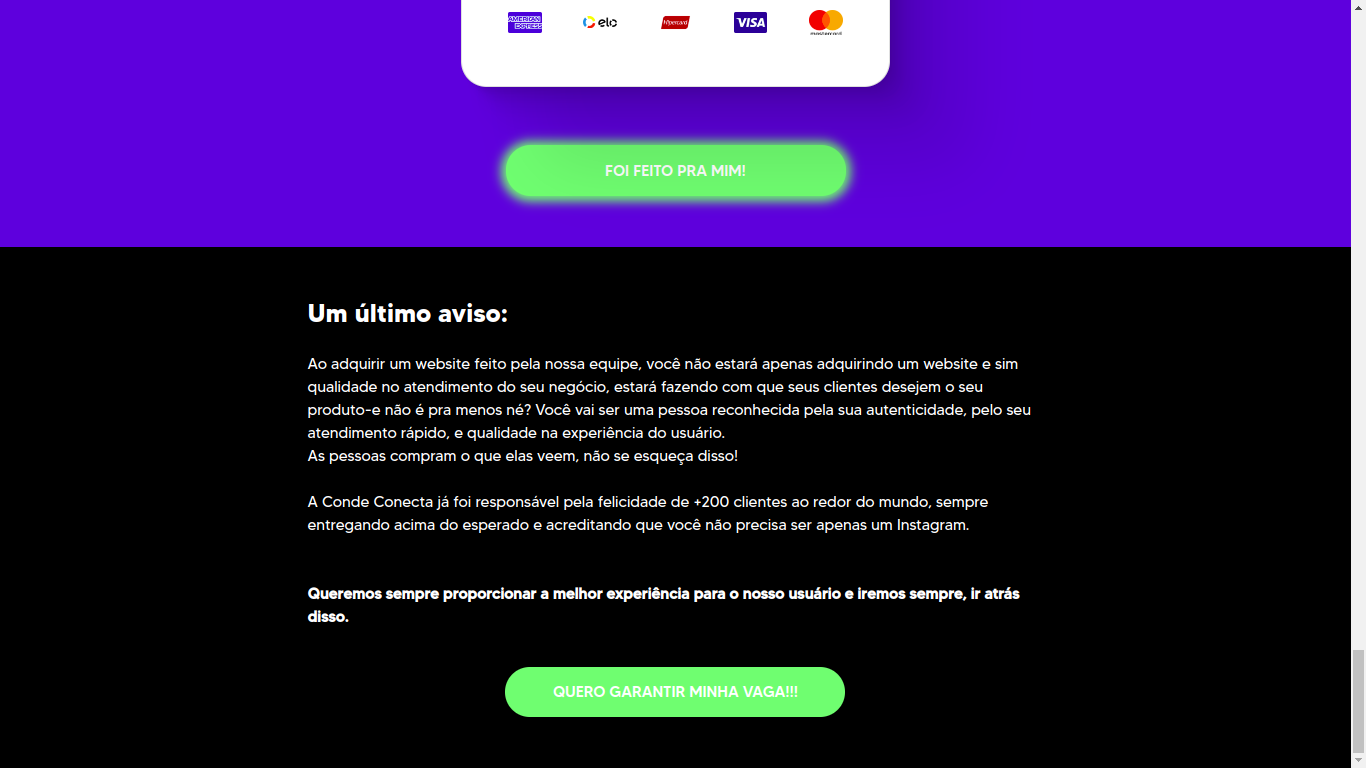 AMERICAN
EXPRESS
elo
Hipercard
VISA
mastercard
FOI FEITO PRA MIM!
Um último aviso:
Ao adquirir um website feito pela nossa equipe, você não estará apenas adquirindo um website e sim
qualidade no atendimento do seu negócio, estará fazendo com que seus clientes desejem o seu
produto-e não é pra menos né? Você vai ser uma pessoa reconhecida pela sua autenticidade, pelo seu
atendimento rápido, e qualidade na experiência do usuário.
As pessoas compram o que elas veem, não se esqueça disso!
A Conde Conecta já foi responsável pela felicidade de +200 clientes ao redor do mundo, sempre
entregando acima do esperado e acreditando que você não precisa ser apenas um Instagram.
Queremos sempre proporcionar a melhor experiência para o nosso usuário e iremos sempre, ir atrás
disso.
QUERO GARANTIR MINHA VAGA!!!